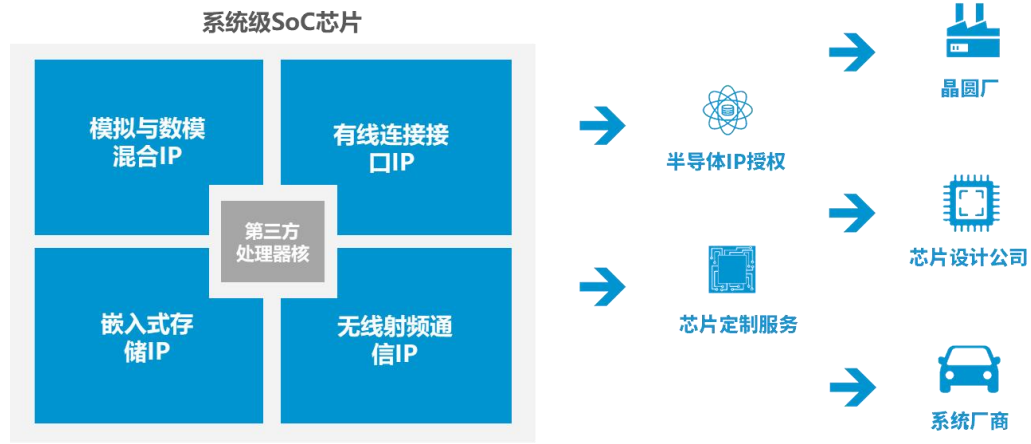 系统级SoC芯片
模拟与数模
混合IP
有线连接接
口IP
第三方
处理器核
嵌入式存
储IP
无线射频通
信IP
半导体IP授权
芯片定制服务
晶圆厂
芯片设计公司
系统厂商